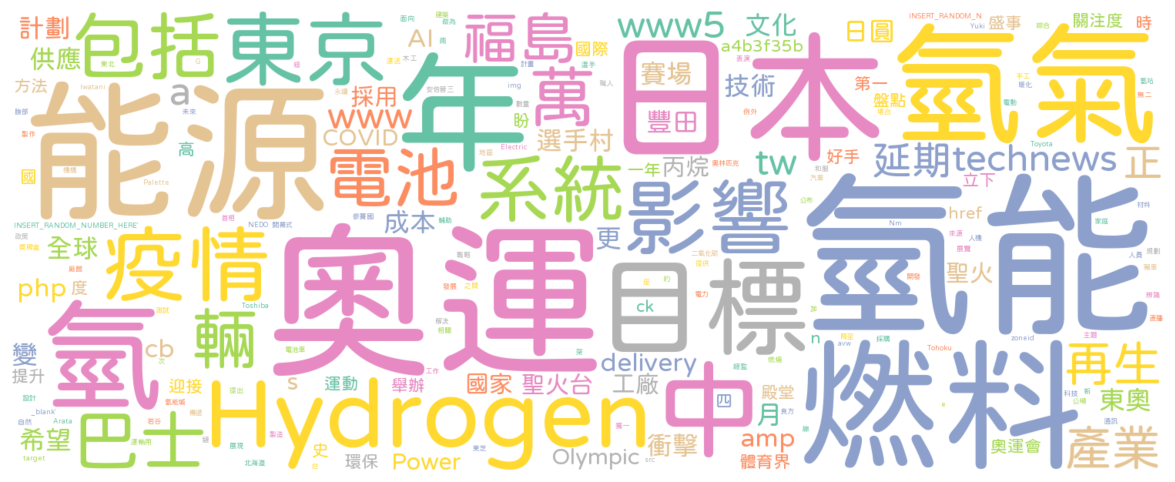 計劃
包括
東京
AI
福島
國際
www5
文化
a4b3f35b
日圓
INSERT_RANDOM_N
盛事
關注度
時
供應
方法
a
採用
www
COVID
年
萬
盼
選手村
一年
賽場
技術
豐田
日本
第一
盤點
氫氣
能源
高
電池
系統
丙烷
tw
好手
延期
technews
立下
正
國
INSERT_RANDOM_NUMBER_HERE'
NEDO
成本
更
影響
href
氫能
全球
疫情
php
度
奧運
目標
ck
聖火
Toshiba
氫
輛
cb
變
提升
迎接
s
運動
舉辦
國家
聖火台
delivery
工廠
中
四
殿堂
月
n
燃料
再生
東奧
Tohoku
zoneid
Toyota
Electric
Palette
Iwatani
Yuki
img
Nm
avw
src
Arata
_blank'
target
希望
巴士
Hydrogen
史
環保
Power
Olympic
衝擊
amp
體育界
奧運會
產業
北海道